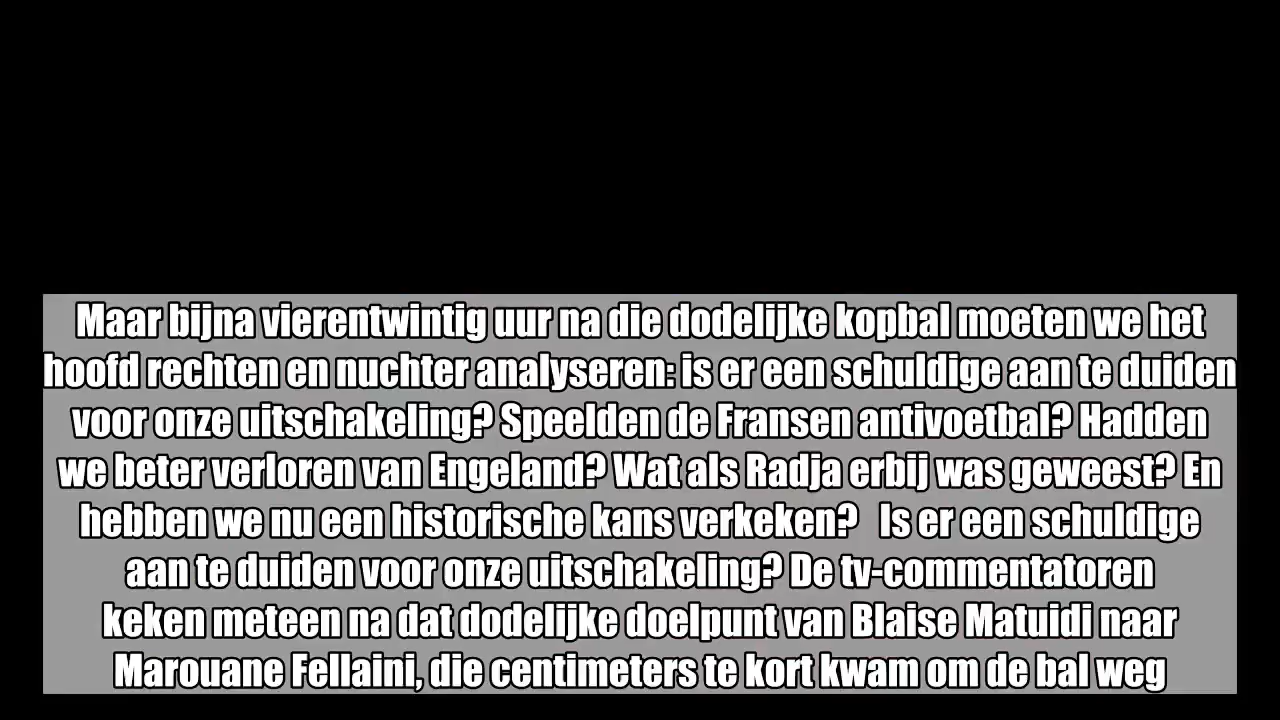 Maar bijna vierentwintig uur na die dodelijke kopbal moeten we het
hoofd rechten en nuchter analyseren: is er een schuldige aan te duiden
voor onze uitschakeling? Speelden de Fransen antivoetbal? Hadden
we beter verloren van Engeland? Wat als Radja erbij was geweest? En
hebben we nu een historische kans verkeken?   Is er een schuldige
aan te duiden voor onze uitschakeling? De tv-commentatoren
keken meteen na dat dodelijke doelpunt van Blaise Matuidi naar
Marouane Fellaini, die centimeters te kort kwam om de bal weg